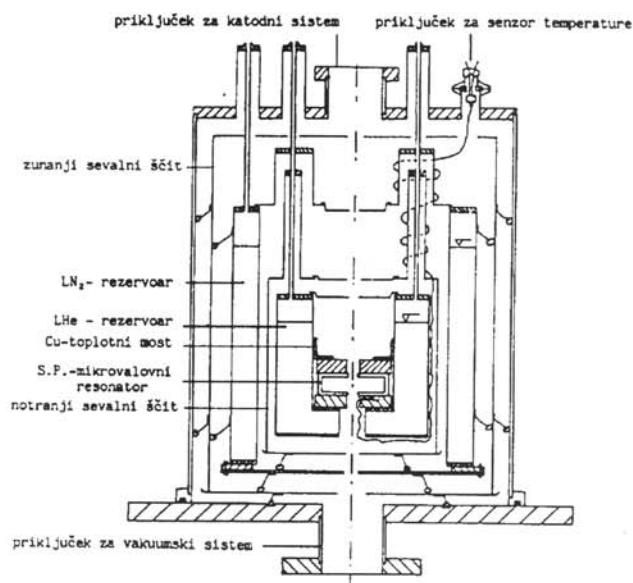 priključek za katodni sistem
priključek za senzor temperature
zunanji sevalni ščit
LN₂- rezervoar
LHe - rezervoar
Cu-toplotni most
S.P.-mikrovalovni
resonator
notranji sevalni ščit
priključek za vakuumski sistem